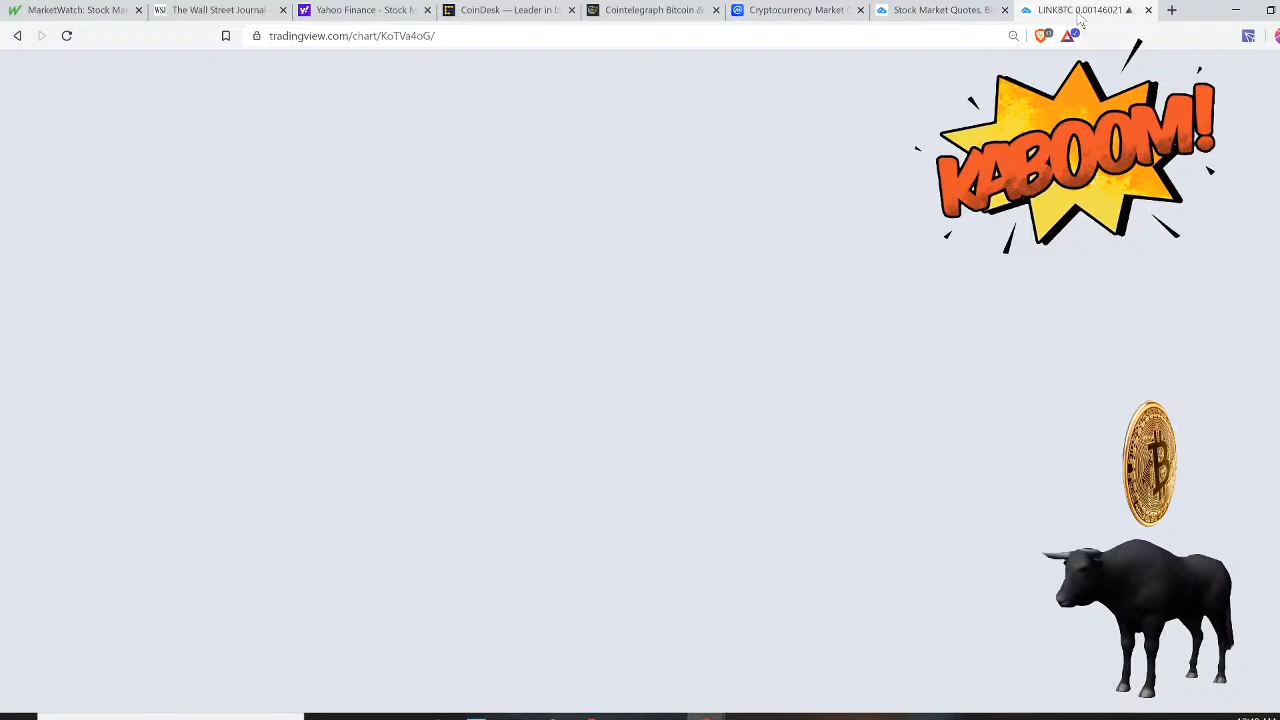 MarketWatch: Stock Mar
The Wall Street Journal
Yahoo Finance - Stock M
CoinDesk — Leader in b
Cointelegraph Bitcoin &
Cryptocurrency Market C
Stock Market Quotes, B
LINKBTC 0.00146021 ▲
tradingview.com/chart/KoTVa4oG/
KABOOM!